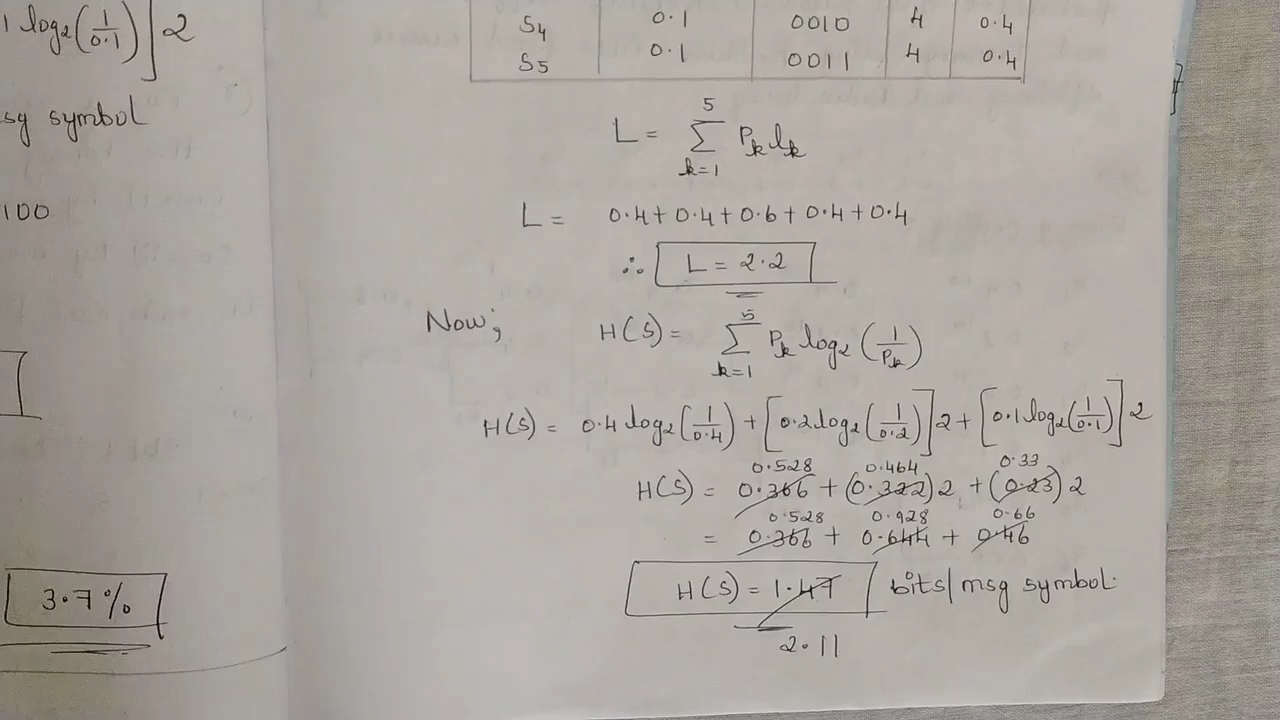 1 log₂(1/0.1)]2
sg symbol
100
3.7%
S4 0.1 0010 4 0.4
S5 0.1 0011 4 0.4
L = Σ(k=1 to 5) Pk lk
L = 0.4 + 0.4 + 0.6 + 0.4 + 0.4
∴ L = 2.2
Now; H(S) = Σ(k=1 to 5) Pk log₂(1/Pk)
H(S) = 0.4 log₂(1/0.4) + [0.2 log₂(1/0.2)]2 + [0.1 log₂(1/0.1)]2
0.528 0.464 0.33
H(S) = 0.366 + (0.322)2 + (0.23)2
0.528 0.928 0.66
= 0.366 + 0.644 + 0.46
H(S) = 1.47 bits/msg symbol.
2.11